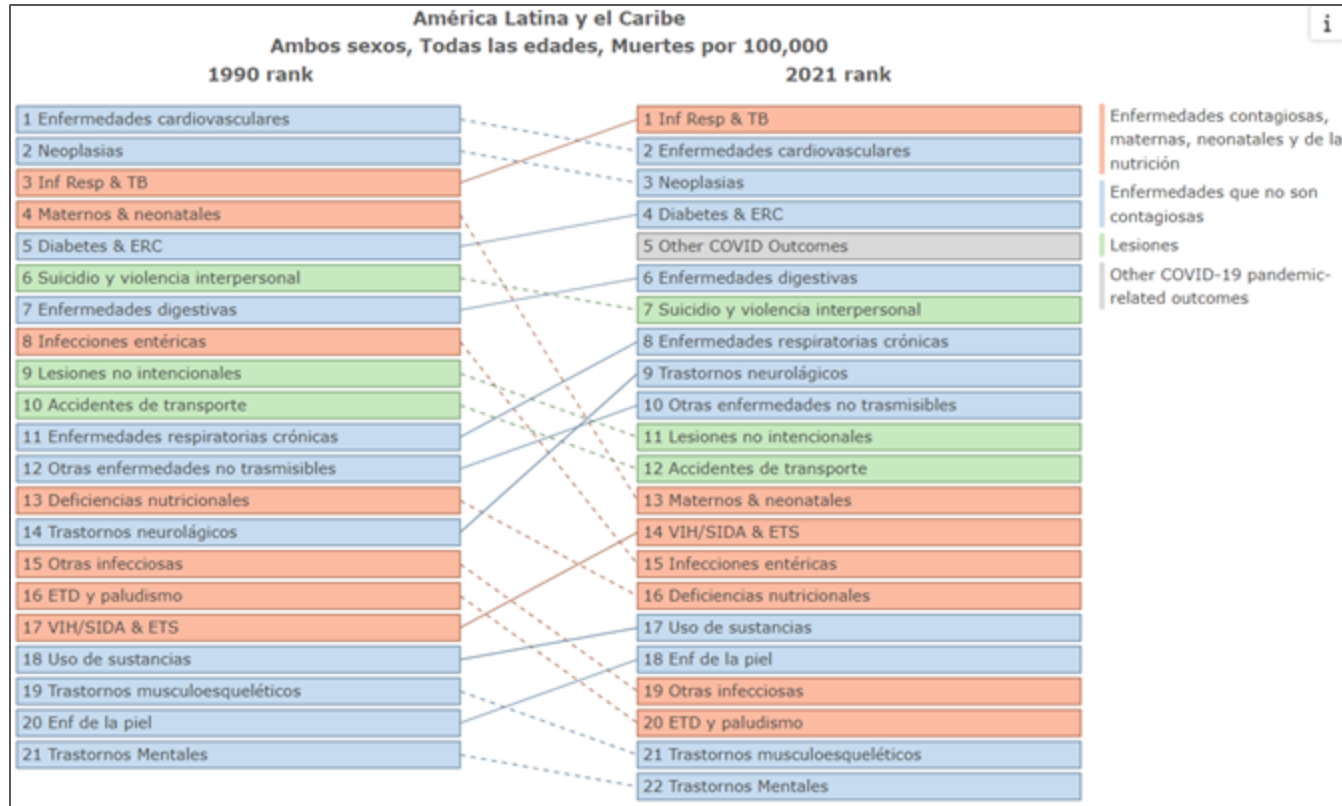 América Latina y el Caribe
Ambos sexos, Todas las edades, Muertes por 100,000
1990 rank
2021 rank
i
1 Enfermedades cardiovasculares
2 Neoplasias
3 Inf Resp & TB
4 Maternos & neonatales
5 Diabetes & ERC
6 Suicidio y violencia interpersonal
7 Enfermedades digestivas
8 Infecciones entéricas
9 Lesiones no intencionales
10 Accidentes de transporte
11 Enfermedades respiratorias crónicas
12 Otras enfermedades no trasmisibles
13 Deficiencias nutricionales
14 Trastornos neurolágicos
15 Otras infecciosas
16 ETD y paludismo
17 VIH/SIDA & ETS
18 Uso de sustancias
19 Trastornos musculoesqueléticos
20 Enf de la piel
21 Trastornos Mentales
1 Inf Resp & TB
2 Enfermedades cardiovasculares
3 Neoplasias
4 Diabetes & ERC
5 Other COVID Outcomes
6 Enfermedades digestivas
7 Suicidio y violencia interpersonal
8 Enfermedades respiratorias crónicas
9 Trastornos neurolágicos
10 Otras enfermedades no trasmisibles
11 Lesiones no intencionales
12 Accidentes de transporte
13 Maternos & neonatales
14 VIH/SIDA & ETS
15 Infecciones entéricas
16 Deficiencias nutricionales
17 Uso de sustancias
18 Enf de la piel
19 Otras infecciosas
20 ETD y paludismo
21 Trastornos musculoesqueléticos
22 Trastornos Mentales
Enfermedades contagiosas,
maternas, neonatales y de la
nutrición
Enfermedades que no son
contagiosas
Lesiones
Other COVID-19 pandemic-
related outcomes